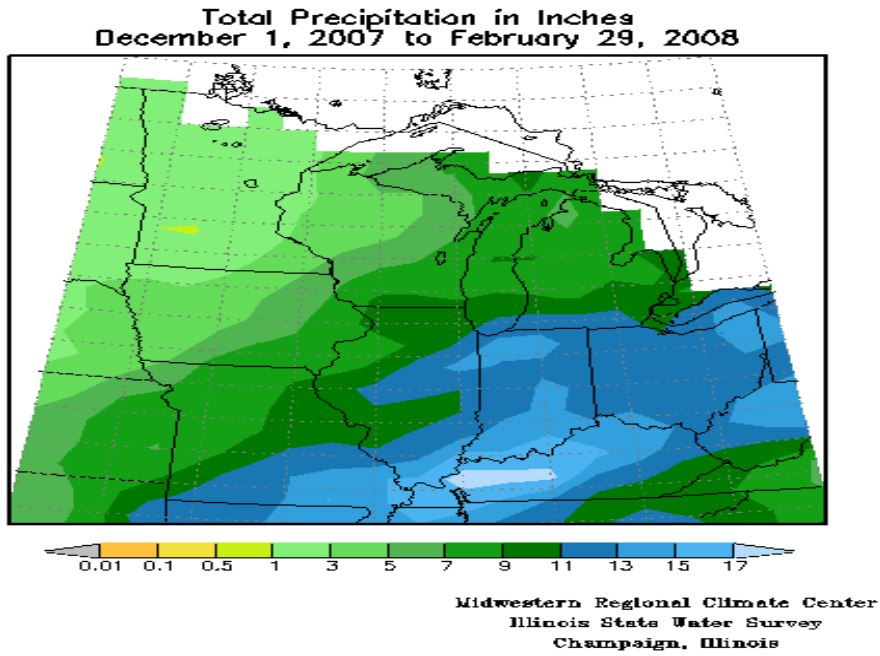 Total Precipitation in Inches
December 1, 2007 to February 29, 2008
0.01 0.1 0.5 1 3 5 7 9 11 13 15 17
Midwestern Regional Climate Center
Illinois State Water Survey
Champaign, Illinois